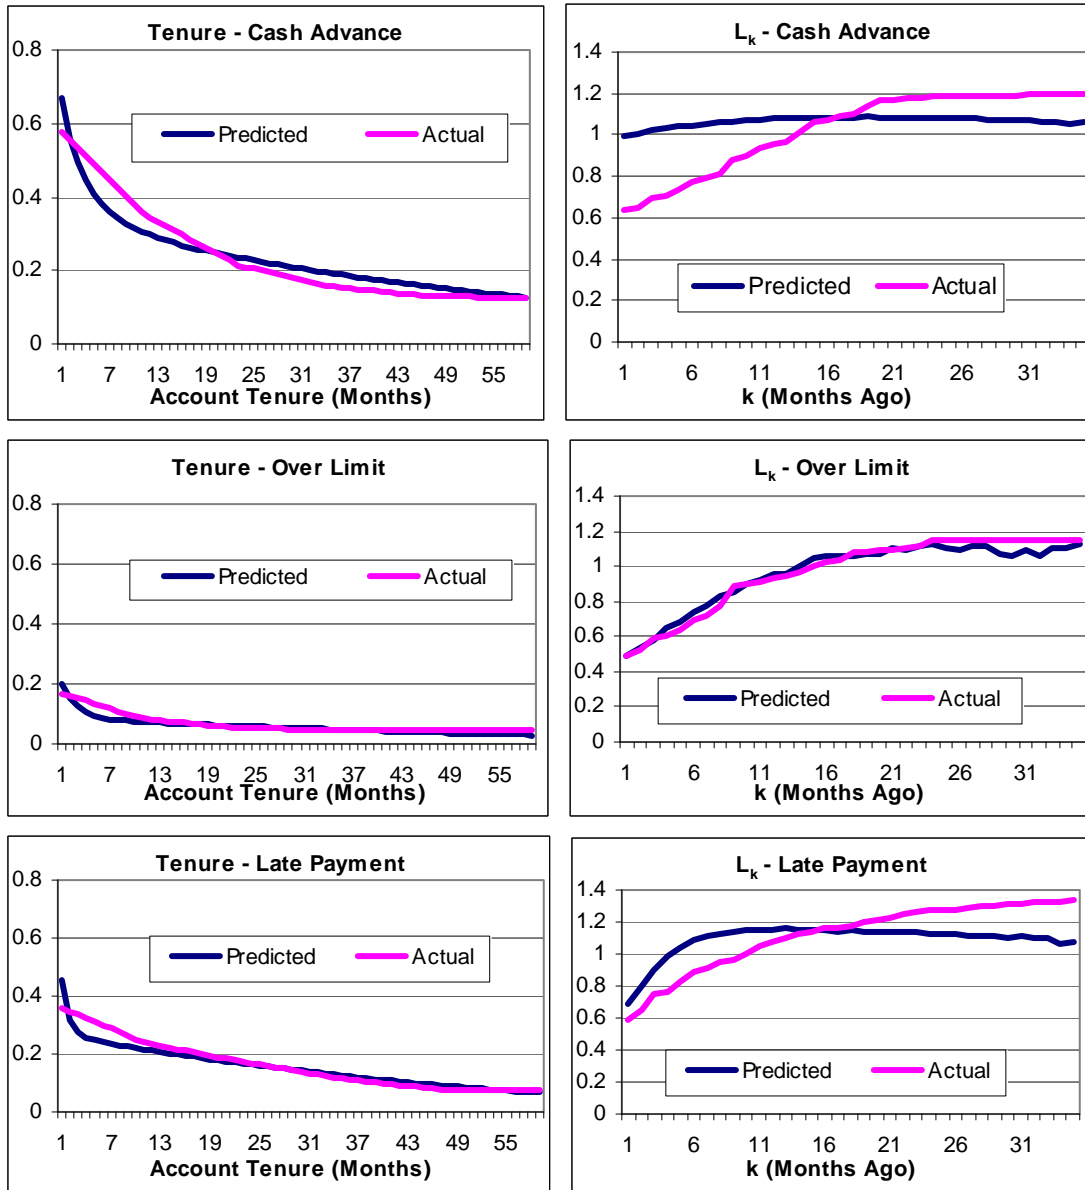 Tenure - Cash Advance
0.8
0.6
0.4
0.2
0
Predicted Actual
1 7 13 19 25 31 37 43 49 55
Account Tenure (Months)
Lk - Cash Advance
1.4
1.2
1
0.8
0.6
0.4
0.2
0
Predicted Actual
1 6 11 16 21 26 31
k (Months Ago)
Tenure - Over Limit
0.8
0.6
0.4
0.2
0
Predicted Actual
1 7 13 19 25 31 37 43 49 55
Account Tenure (Months)
Lk - Over Limit
1.4
1.2
1
0.8
0.6
0.4
0.2
0
Predicted Actual
1 6 11 16 21 26 31
k (Months Ago)
Tenure - Late Payment
0.8
0.6
0.4
0.2
0
Predicted Actual
1 7 13 19 25 31 37 43 49 55
Account Tenure (Months)
Lk - Late Payment
1.4
1.2
1
0.8
0.6
0.4
0.2
0
Predicted Actual
1 6 11 16 21 26 31
k (Months Ago)